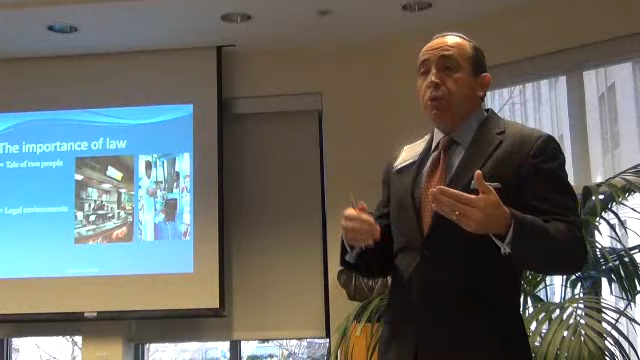 The importance of law
Tale of two people
Legal environments